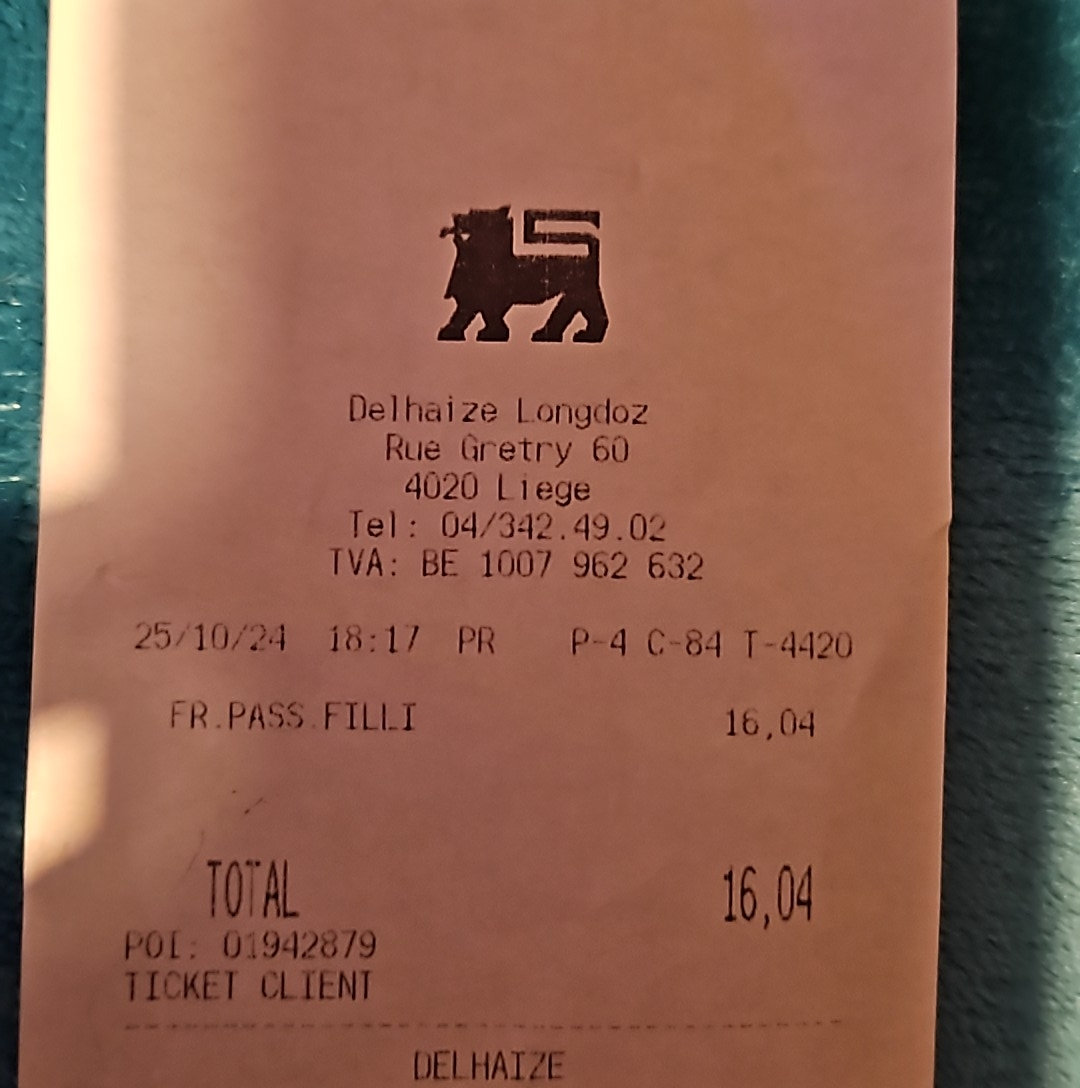 Delhaize Longdoz
Rue Gretry 60
4020 Liege
Tel: 04/342.49.02
TVA: BE 1007 962 632
25/10/24 18:17 PR P-4 C-84 T-4420
FR.PASS.FILLI 16,04
TOTAL 16,04
POI: 01942879
TICKET CLIENT
DELHAIZE